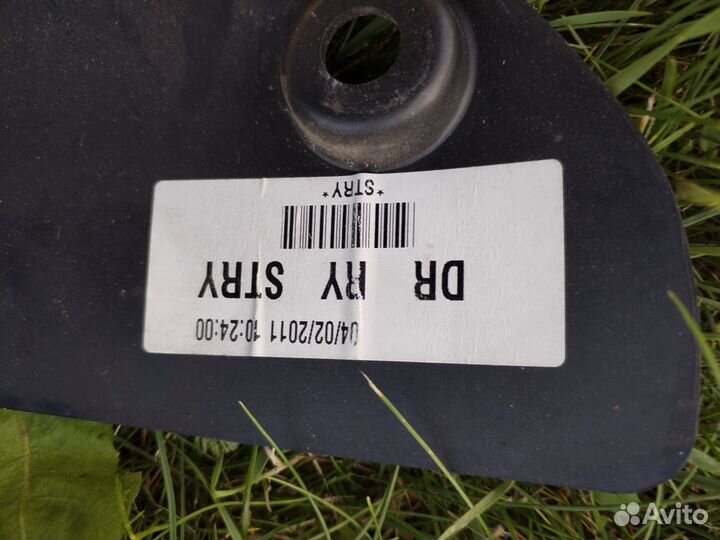 04/02/2011 10:24:00
DR RY STRY
*STRY*
Avito